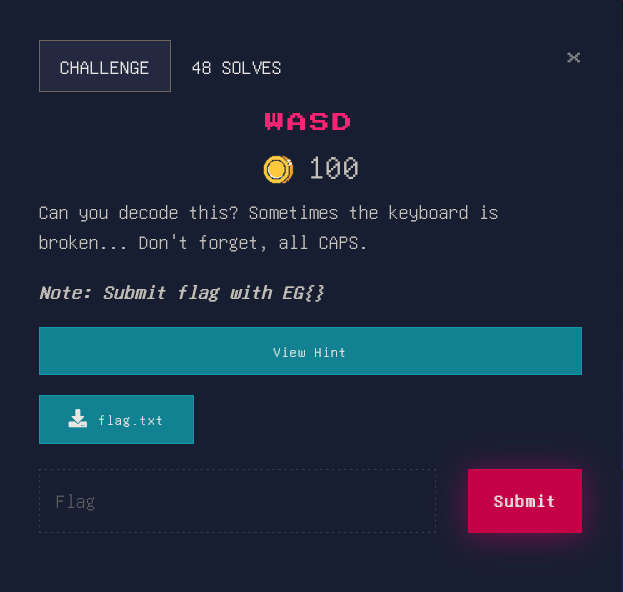 CHALLENGE
48 SOLVES
×
WASD
100
Can you decode this? Sometimes the keyboard is
broken... Don't forget, all CAPS.
Note: Submit flag with EG{}
View Hint
flag.txt
Flag
Submit